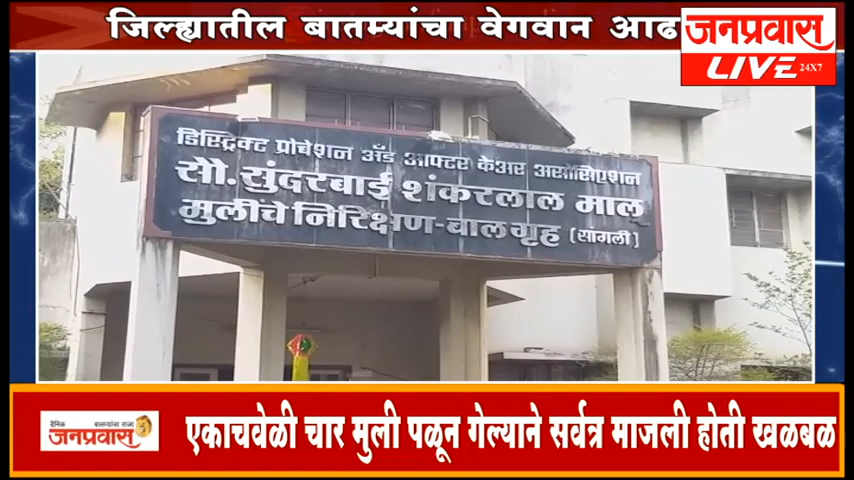 जिल्ह्यातील बातम्यांचा वेगवान
जनप्रवास
LIVE 24X7
डिस्ट्रिक्ट प्रोबेशन अँड आफ्टर केअर असोसिएशन
सौ. सुंदरबाई शंकरलाल मालू
मुलींचे निरिक्षण-बालगृह (सांगली)
दैनिक बातम्यांचा राजा
जनप्रवास
एकाचवेळी चार मुली पळून गेल्याने सर्वत्र माजली होती खळबळ